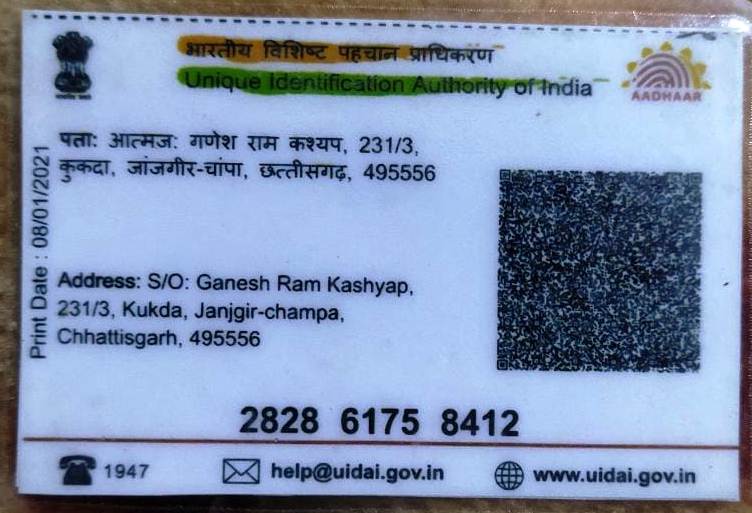 भारतीय विशिष्ट पहचान प्राधिकरण
Unique Identification Authority of India
AADHAAR
पता: आत्मज: गणेश राम कश्यप, 231/3,
कुकदा, जांजगीर-चांपा, छत्तीसगढ़, 495556
Print Date : 08/01/2021
Address: S/O: Ganesh Ram Kashyap,
231/3, Kukda, Janjgir-champa,
Chhattisgarh, 495556
2828 6175 8412
1947
help@uidai.gov.in
www.uidai.gov.in